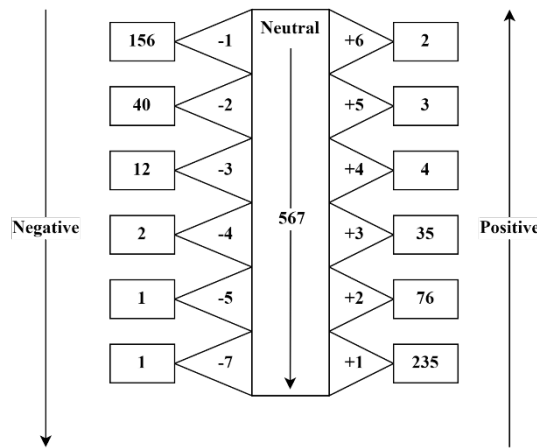 156 -1 Neutral +6 2
40 -2 +5 3
12 -3 +4 4
Negative 2 -4 567 +3 35 Positive
1 -5 +2 76
1 -7 +1 235